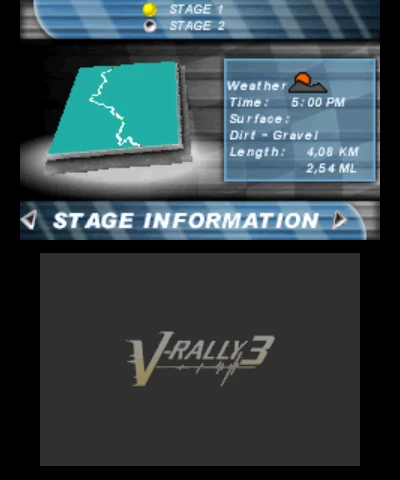 STAGE 1
STAGE 2
Weather
Time: 5:00 PM
Surface:
Dirt - Gravel
Length: 4,08 KM
2,54 ML
STAGE INFORMATION
V-RALLY 3